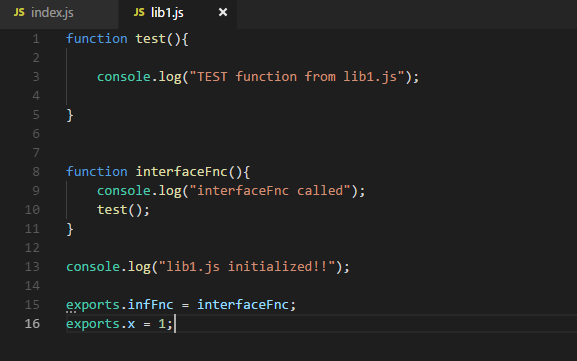 JS index.js JS lib1.js ×
1 function test(){
2
3 console.log("TEST function from lib1.js");
4
5 }
6
7
8 function interfaceFnc(){
9 console.log("interfaceFnc called");
10 test();
11 }
12
13 console.log("lib1.js initialized!!");
14
15 exports.infFnc = interfaceFnc;
16 exports.x = 1;